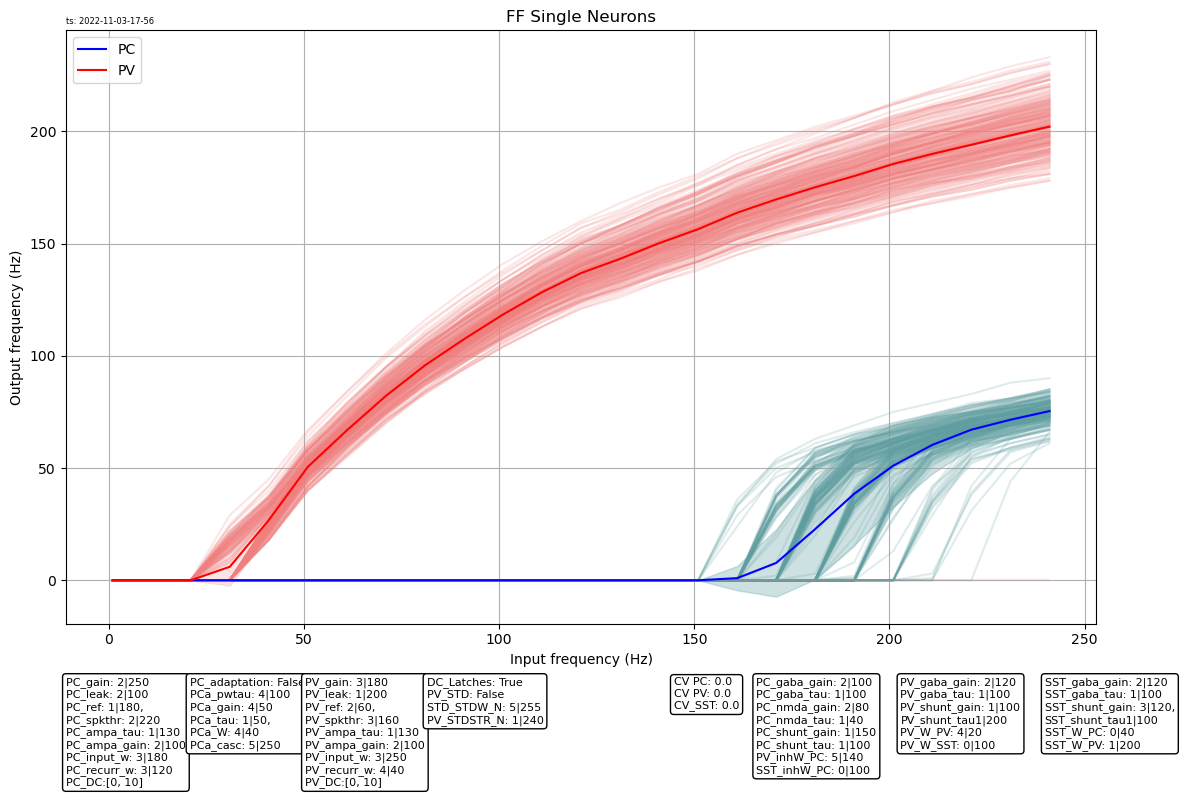 ts: 2022-11-03-17-56
FF Single Neurons
PC
PV
Output frequency (Hz)
200
150
100
50
0
0 50 100 150 200 250
Input frequency (Hz)
PC_gain: 2|250
PC_leak: 2|100
PC_ref: 1|180,
PC_spkthr: 2|220
PC_ampa_tau: 1|130
PC_ampa_gain: 2|100
PC_input_w: 3|180
PC_recurr_w: 3|120
PC_DC:[0, 10]
PC_adaptation: False
PCa_pwtau: 4|100
PCa_gain: 4|50
PCa_tau: 1|50,
PCa_W: 4|40
PCa_casc: 5|250
PV_gain: 3|180
PV_leak: 1|200
PV_ref: 2|60,
PV_spkthr: 3|160
PV_ampa_tau: 1|130
PV_ampa_gain: 2|100
PV_input_w: 3|250
PV_recurr_w: 4|40
PV_DC:[0, 10]
DC_Latches: True
PV_STD: False
STD_STDW_N: 5|255
PV_STDSTR_N: 1|240
CV PC: 0.0
CV PV: 0.0
CV_SST: 0.0
PC_gaba_gain: 2|100
PC_gaba_tau: 1|100
PC_nmda_gain: 2|80
PC_nmda_tau: 1|40
PC_shunt_gain: 1|150
PC_shunt_tau: 1|100
PV_inhW_PC: 5|140
SST_inhW_PC: 0|100
PV_gaba_gain: 2|120
PV_gaba_tau: 1|100
PV_shunt_gain: 1|100
PV_shunt_tau1|200
PV_W_PV: 4|20
PV_W_SST: 0|100
SST_gaba_gain: 2|120
SST_gaba_tau: 1|100
SST_shunt_gain: 3|120,
SST_shunt_tau1|100
SST_W_PC: 0|40
SST_W_PV: 1|200